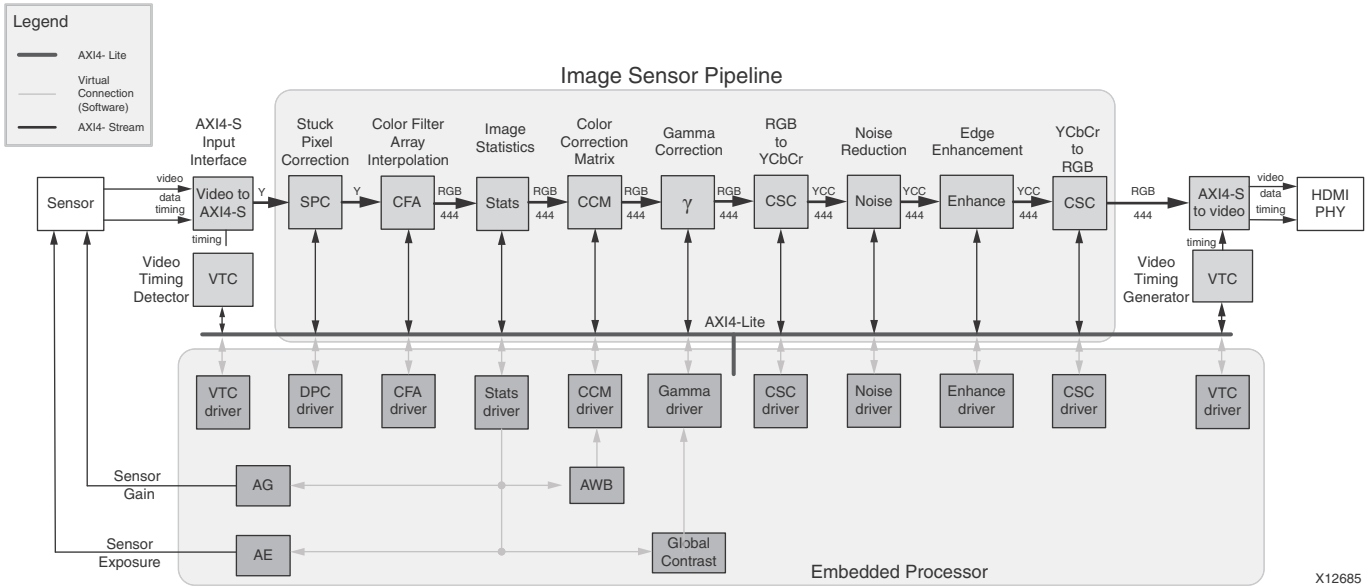 Legend
AXI4- Lite
Virtual
Connection
(Software)
AXI4- Stream
Image Sensor Pipeline
AXI4-S
Input
Interface
Stuck
Pixel
Correction
Color Filter
Array
Interpolation
Image
Statistics
Color
Correction
Matrix
Gamma
Correction
RGB
to
YCbCr
Noise
Reduction
Edge
Enhancement
YCbCr
to
RGB
Sensor
video
data
timing
Video to
AXI4-S
Y
SPC
Y
CFA
RGB
444
Stats
RGB
444
CCM
RGB
444
γ
RGB
444
CSC
YCC
444
Noise
YCC
444
Enhance
YCC
444
CSC
RGB
444
AXI4-S
to video
video
data
timing
HDMI
PHY
timing
Video
Timing
Detector
VTC
timing
Video
Timing
Generator
VTC
AXI4-Lite
VTC
driver
DPC
driver
CFA
driver
Stats
driver
CCM
driver
Gamma
driver
CSC
driver
Noise
driver
Enhance
driver
CSC
driver
VTC
driver
Sensor
Gain
AG
AWB
Sensor
Exposure
AE
Global
Contrast
Embedded Processor
X12685